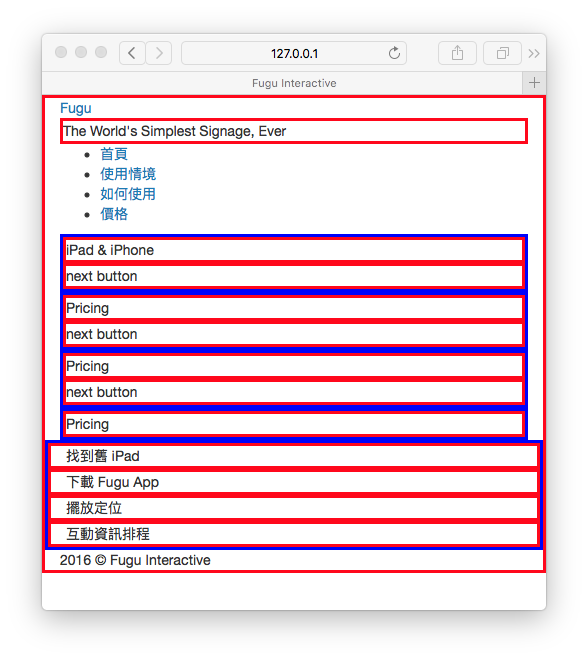 127.0.0.1
Fugu Interactive
Fugu
The World's Simplest Signage, Ever
首頁
使用情境
如何使用
價格
iPad & iPhone
next button
Pricing
next button
Pricing
next button
Pricing
找到舊 iPad
下載 Fugu App
擺放定位
互動資訊排程
2016 © Fugu Interactive